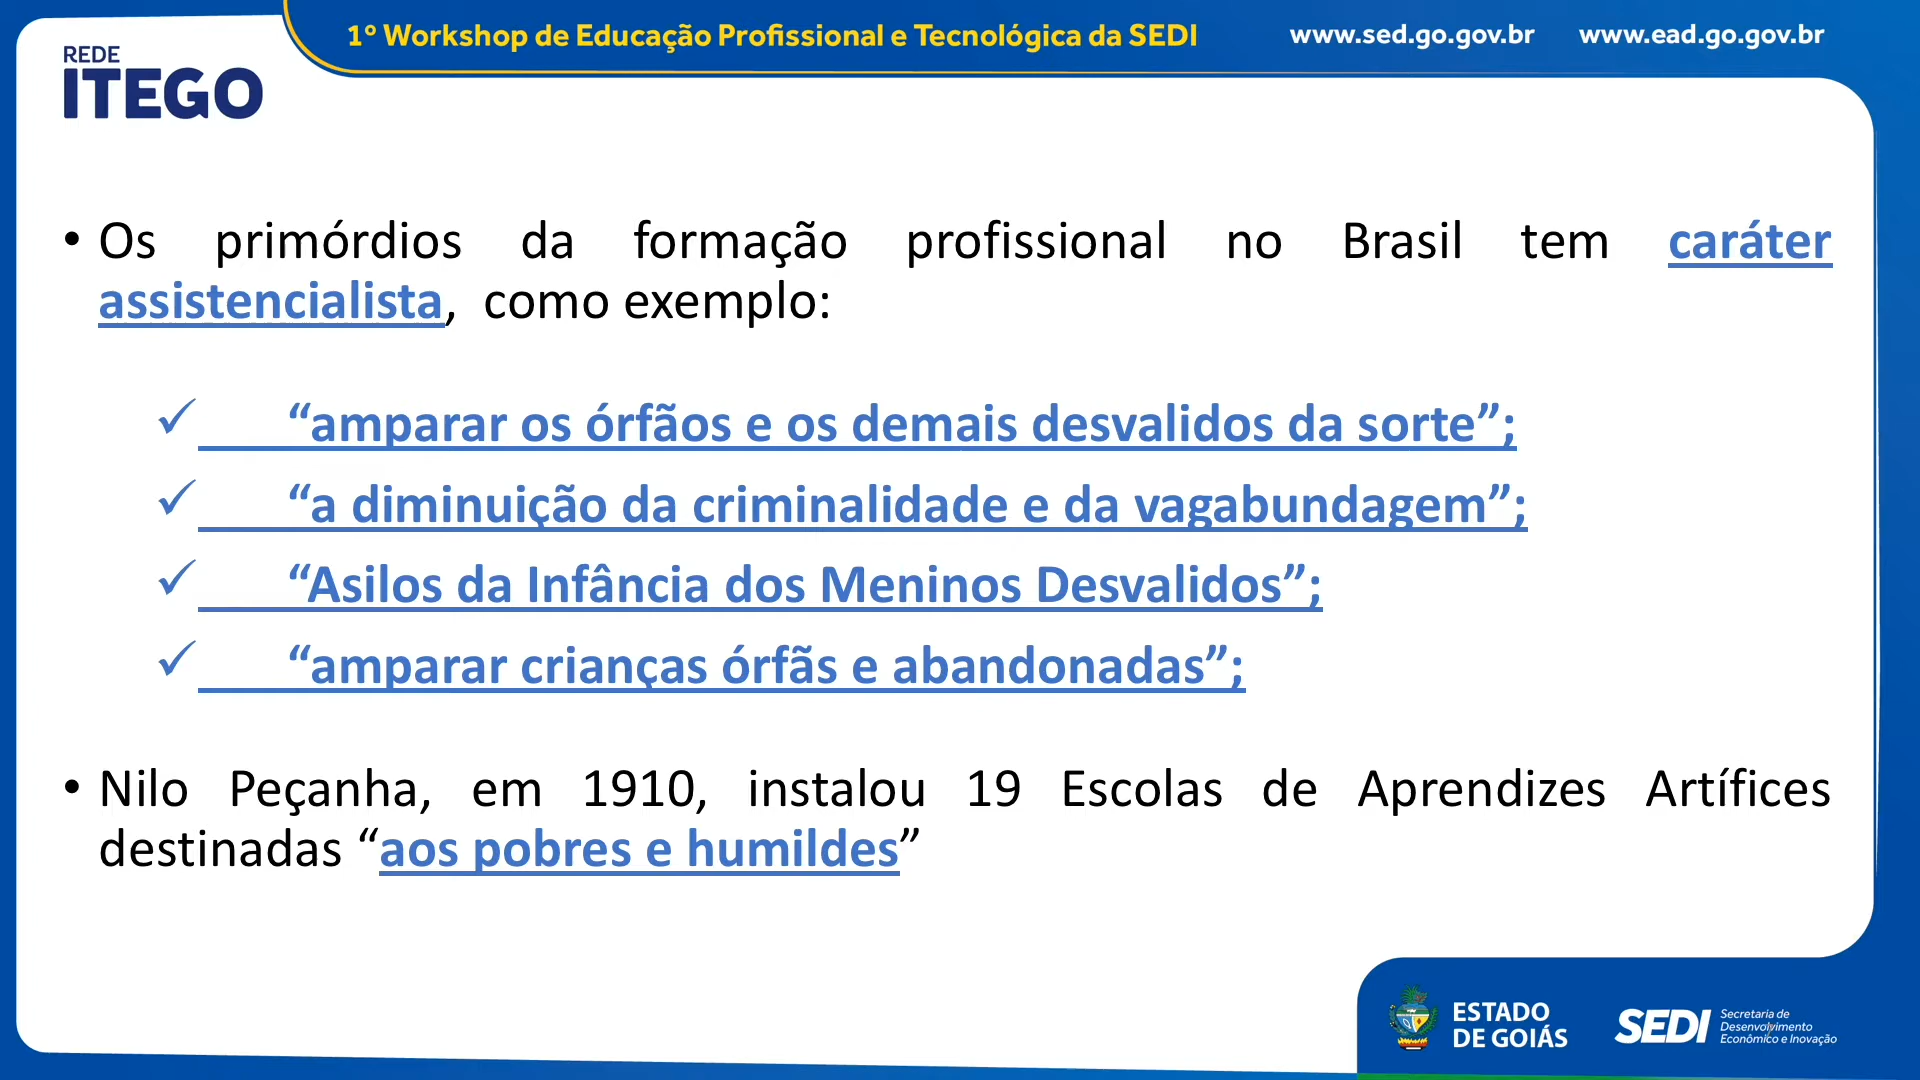 1º Workshop de Educação Profissional e Tecnológica da SEDI
www.sed.go.gov.br www.ead.go.gov.br
REDE
ITEGO
• Os primórdios da formação profissional no Brasil tem caráter
assistencialista, como exemplo:
✓ “amparar os órfãos e os demais desvalidos da sorte”;
✓ “a diminuição da criminalidade e da vagabundagem”;
✓ “Asilos da Infância dos Meninos Desvalidos”;
✓ “amparar crianças órfãs e abandonadas”;
• Nilo Peçanha, em 1910, instalou 19 Escolas de Aprendizes Artífices
destinadas “aos pobres e humildes”
ESTADO
DE GOIÁS
SEDI
Secretaria de
Desenvolvimento
Econômico e Inovação